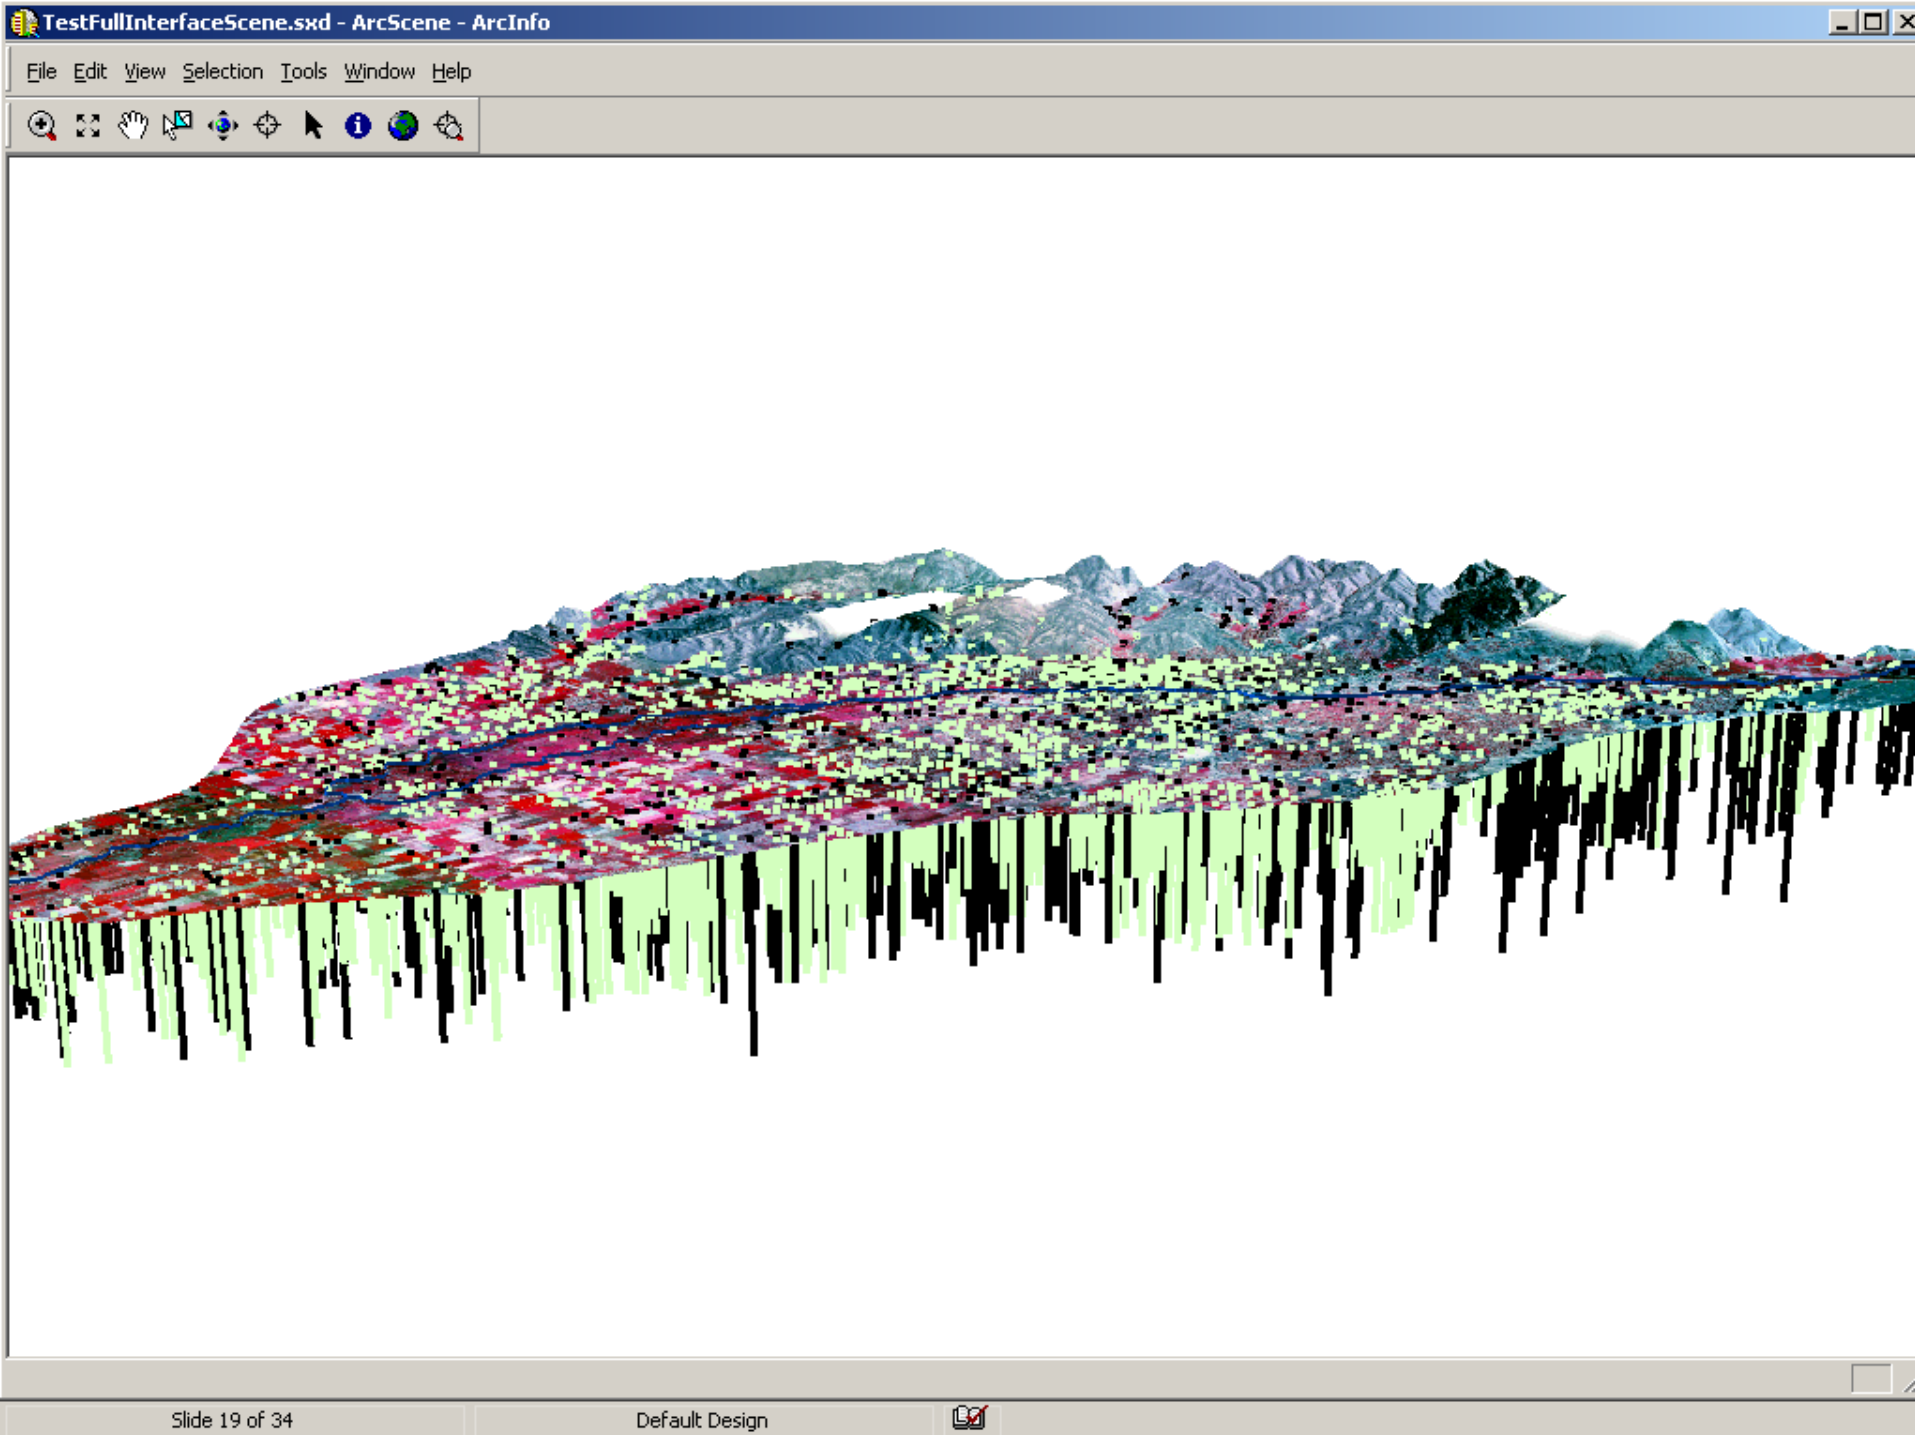 TestFullInterfaceScene.sxd - ArcScene - ArcInfo
File Edit View Selection Tools Window Help
Slide 19 of 34
Default Design